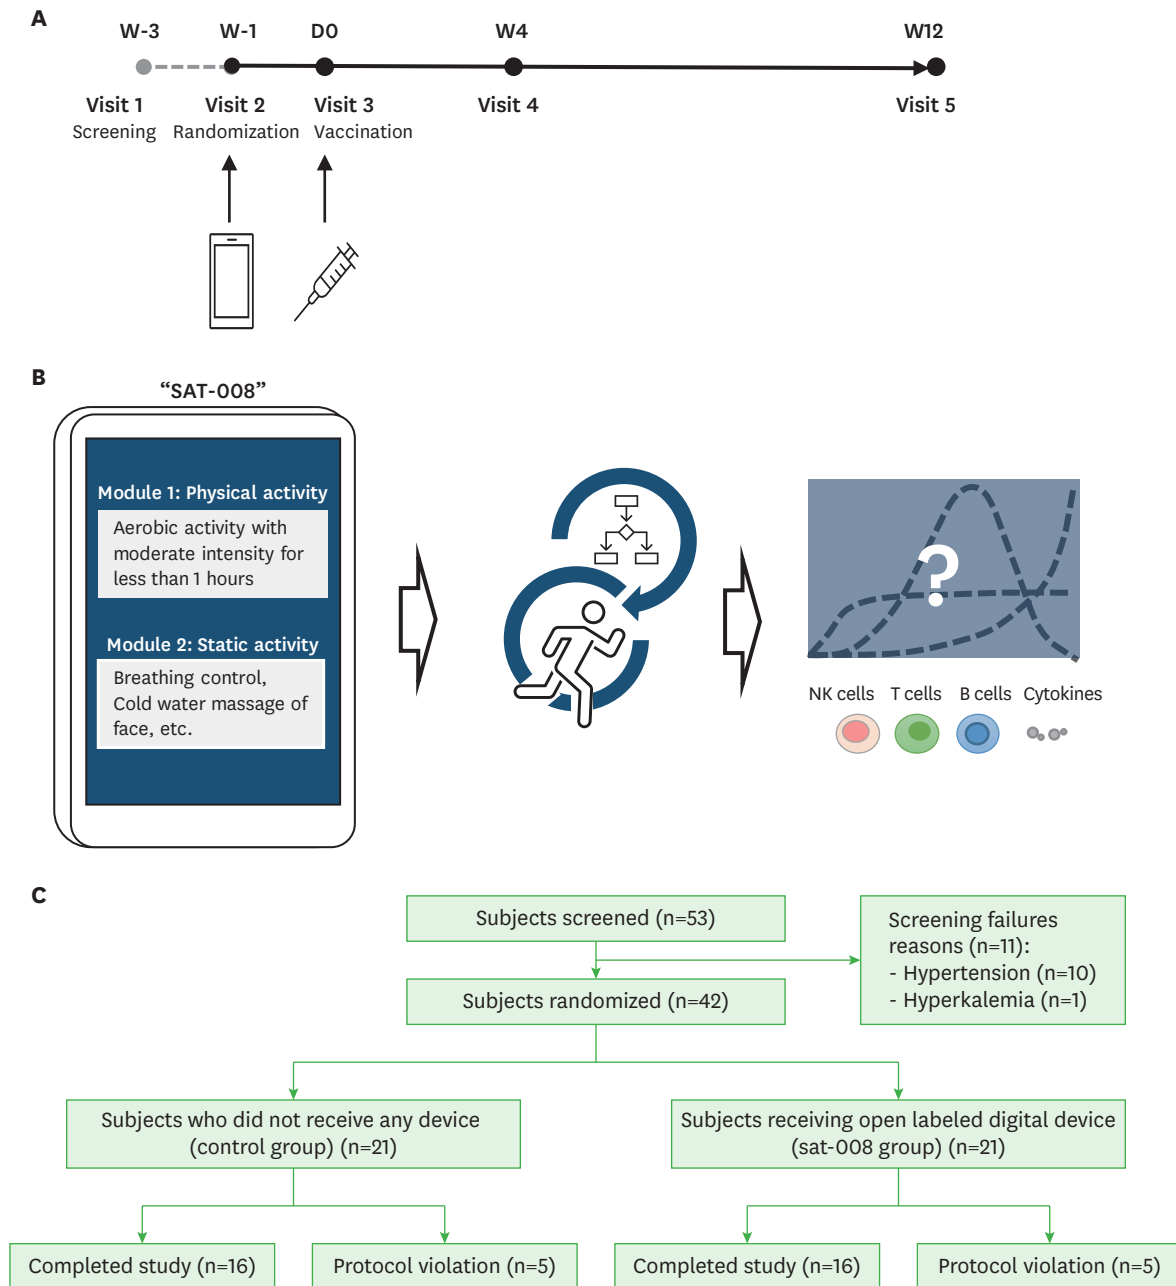 A
W-3 W-1 D0 W4 W12
Visit 1 Visit 2 Visit 3 Visit 4 Visit 5
Screening Randomization Vaccination
B
“SAT-008”
Module 1: Physical activity
Aerobic activity with
moderate intensity for
less than 1 hours
Module 2: Static activity
Breathing control,
Cold water massage of
face, etc.
?
NK cells T cells B cells Cytokines
C
Subjects screened (n=53)
Screening failures
reasons (n=11):
- Hypertension (n=10)
- Hyperkalemia (n=1)
Subjects randomized (n=42)
Subjects who did not receive any device
(control group) (n=21)
Subjects receiving open labeled digital device
(sat-008 group) (n=21)
Completed study (n=16)
Protocol violation (n=5)
Completed study (n=16)
Protocol violation (n=5)